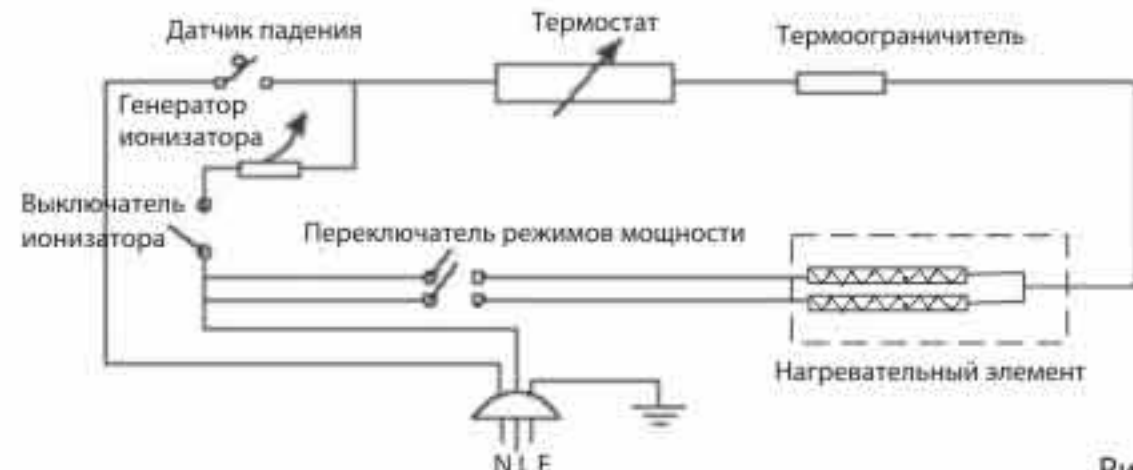 Датчик падения
Термостат
Термоограничитель
Генератор
ионизатора
Выключатель
ионизатора
Переключатель режимов мощности
Нагревательный элемент
N L E